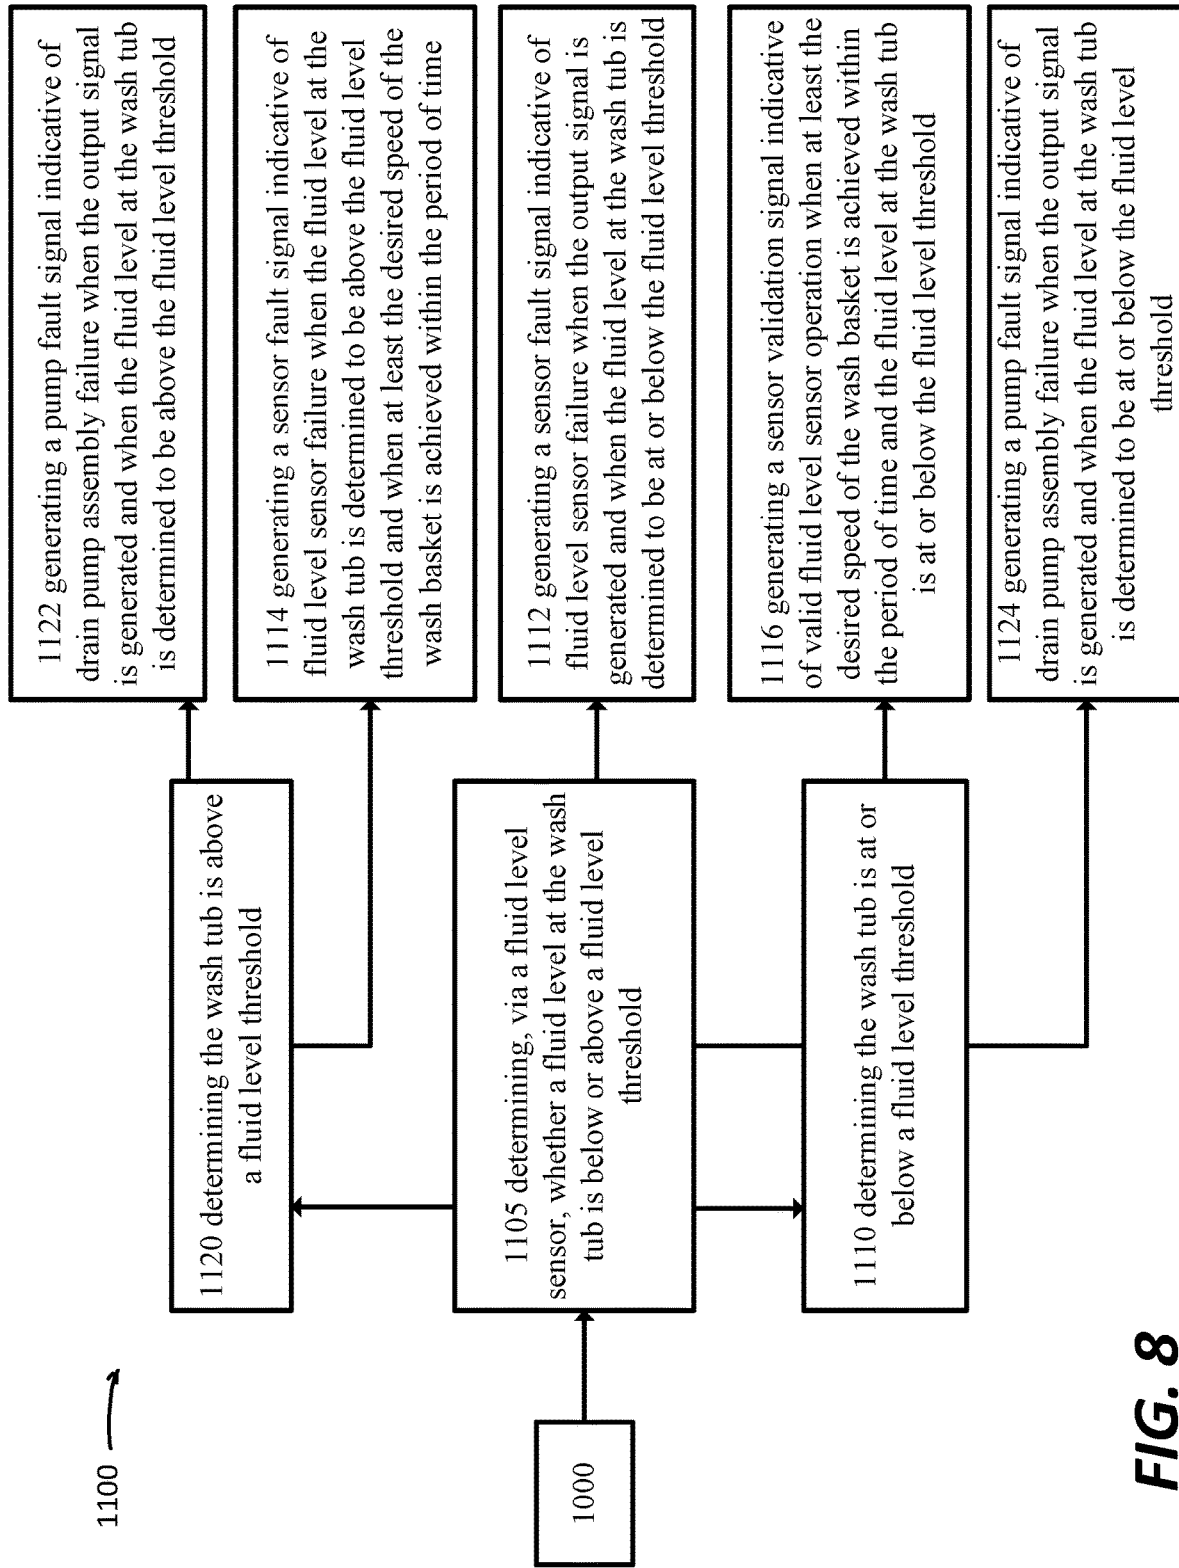 1100
1000
1120 determining the wash tub is above
a fluid level threshold
1105 determining, via a fluid level
sensor, whether a fluid level at the wash
tub is below or above a fluid level
threshold
1110 determining the wash tub is at or
below a fluid level threshold
1122 generating a pump fault signal indicative of
drain pump assembly failure when the output signal
is generated and when the fluid level at the wash tub
is determined to be above the fluid level threshold
1114 generating a sensor fault signal indicative of
fluid level sensor failure when the fluid level at the
wash tub is determined to be above the fluid level
threshold and when at least the desired speed of the
wash basket is achieved within the period of time
1112 generating a sensor fault signal indicative of
fluid level sensor failure when the output signal is
generated and when the fluid level at the wash tub is
determined to be at or below the fluid level threshold
1116 generating a sensor validation signal indicative
of valid fluid level sensor operation when at least the
desired speed of the wash basket is achieved within
the period of time and the fluid level at the wash tub
is at or below the fluid level threshold
1124 generating a pump fault signal indicative of
drain pump assembly failure when the output signal
is generated and when the fluid level at the wash tub
is determined to be at or below the fluid level
threshold
FIG. 8